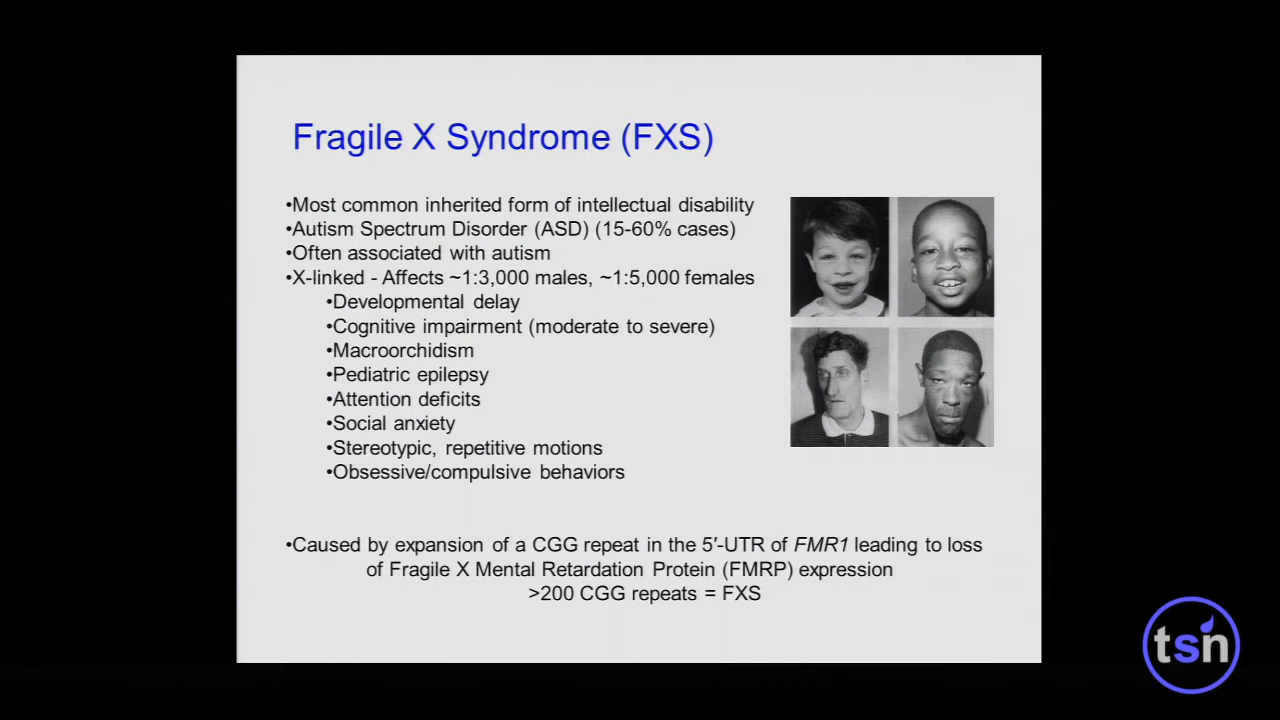 Fragile X Syndrome (FXS)
•Most common inherited form of intellectual disability
•Autism Spectrum Disorder (ASD) (15-60% cases)
•Often associated with autism
•X-linked - Affects ~1:3,000 males, ~1:5,000 females
•Developmental delay
•Cognitive impairment (moderate to severe)
•Macroorchidism
•Pediatric epilepsy
•Attention deficits
•Social anxiety
•Stereotypic, repetitive motions
•Obsessive/compulsive behaviors
•Caused by expansion of a CGG repeat in the 5′-UTR of FMR1 leading to loss
of Fragile X Mental Retardation Protein (FMRP) expression
>200 CGG repeats = FXS
tsn